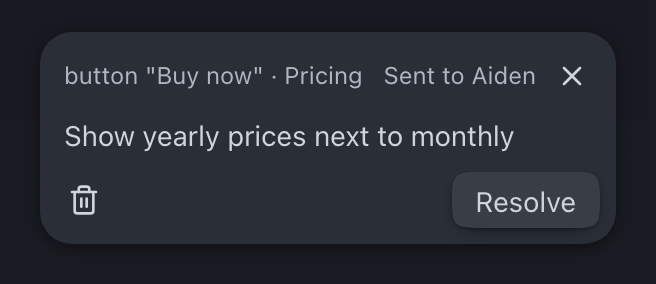 button "Buy now" · Pricing Sent to Aiden
Show yearly prices next to monthly
Resolve